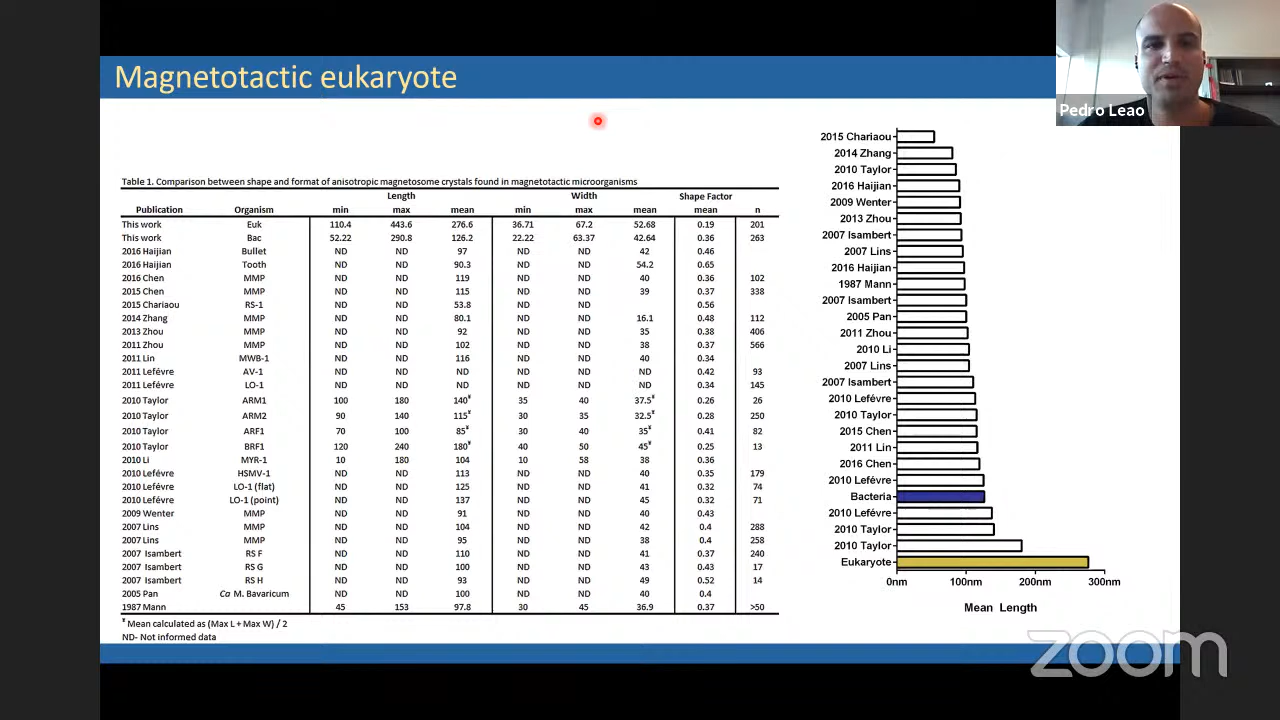 Magnetotactic eukaryote
Pedro Leao
Table 1. Comparison between shape and format of anisotropic magnetosome crystals found in magnetotactic microorganisms
Length Width Shape Factor
Publication Organism min max mean min max mean mean n
This work Euk 110.4 443.6 276.6 36.71 67.2 52.68 0.19 201
This work Bac 52.22 290.8 126.2 22.22 63.37 42.64 0.36 263
2016 Haijian Bullet ND ND 97 ND ND 42 0.46
2016 Haijian Tooth ND ND 90.3 ND ND 54.2 0.65
2016 Chen MMP ND ND 119 ND ND 40 0.36 102
2015 Chen MMP ND ND 115 ND ND 39 0.37 338
2015 Chariaou RS-1 ND ND 53.8 ND ND 0.56
2014 Zhang MMP ND ND 80.1 ND ND 16.1 0.48 112
2013 Zhou MMP ND ND 92 ND ND 35 0.38 406
2011 Zhou MMP ND ND 102 ND ND 38 0.37 566
2011 Lin MWB-1 ND ND 116 ND ND 40 0.34
2011 Lefévre AV-1 ND ND ND ND ND ND 0.42 93
2011 Lefévre LO-1 ND ND ND ND ND ND 0.34 145
2010 Taylor ARM1 100 180 140¥ 35 40 37.5¥ 0.26 26
2010 Taylor ARM2 90 140 115¥ 30 35 32.5¥ 0.28 250
2010 Taylor ARF1 70 100 85¥ 30 40 35¥ 0.41 82
2010 Taylor BRF1 120 240 180¥ 40 50 45¥ 0.25 13
2010 Li MYR-1 10 180 104 10 58 38 0.36
2010 Lefévre HSMV-1 ND ND 113 ND ND 40 0.35 179
2010 Lefévre LO-1 (flat) ND ND 125 ND ND 41 0.32 74
2010 Lefévre LO-1 (point) ND ND 137 ND ND 45 0.32 71
2009 Wenter MMP ND ND 91 ND ND 40 0.43
2007 Lins MMP ND ND 104 ND ND 42 0.4 288
2007 Lins MMP ND ND 95 ND ND 38 0.4 258
2007 Isambert RS F ND ND 110 ND ND 41 0.37 240
2007 Isambert RS G ND ND 100 ND ND 43 0.43 17
2007 Isambert RS H ND ND 93 ND ND 49 0.52 14
2005 Pan Ca M. Bavaricum ND ND 100 ND ND 40 0.4
1987 Mann 45 153 97.8 30 45 36.9 0.37 >50
¥ Mean calculated as (Max L + Max W) / 2
ND- Not informed data
2015 Chariaou
2014 Zhang
2010 Taylor
2016 Haijian
2009 Wenter
2013 Zhou
2007 Isambert
2007 Lins
2016 Haijian
1987 Mann
2007 Isambert
2005 Pan
2011 Zhou
2010 Li
2007 Lins
2007 Isambert
2010 Lefévre
2010 Taylor
2015 Chen
2011 Lin
2016 Chen
2010 Lefévre
Bacteria
2010 Lefévre
2010 Taylor
2010 Taylor
Eukaryote
0nm 100nm 200nm 300nm
Mean Length
zoom